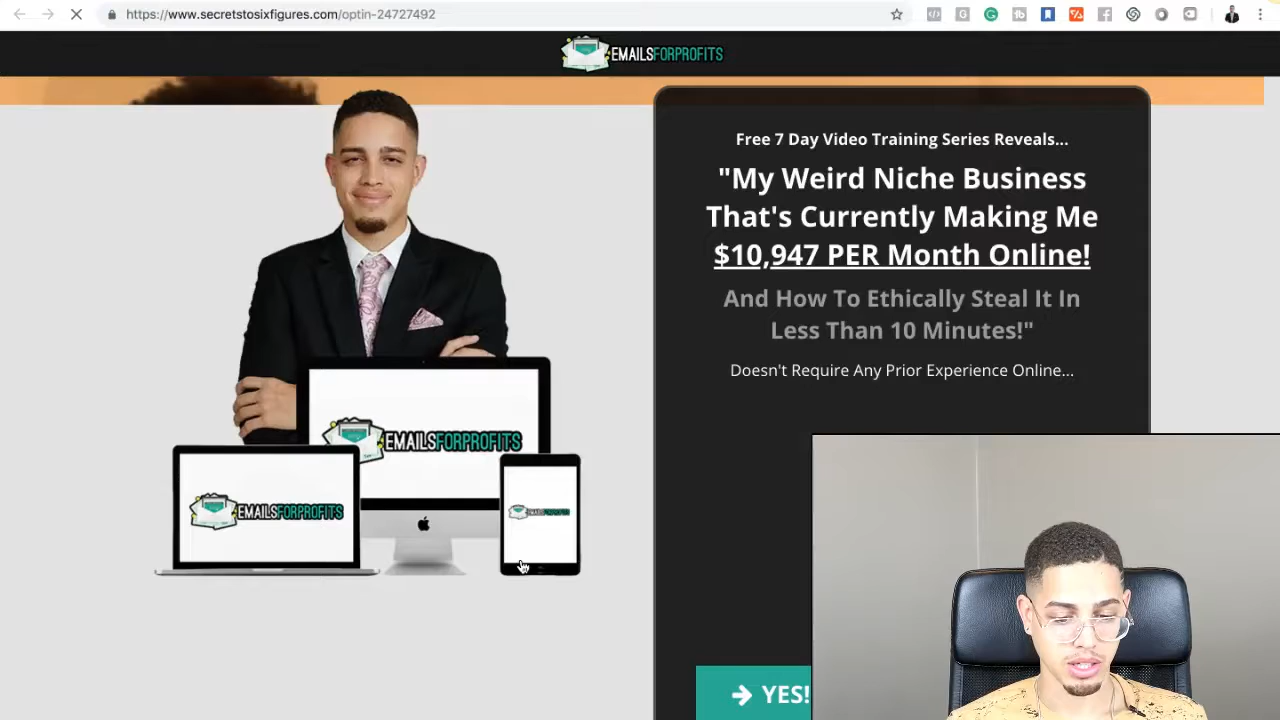 https://www.secretstosixfigures.com/optin-24727492
EMAILSFORPROFITS
Free 7 Day Video Training Series Reveals...
"My Weird Niche Business
That's Currently Making Me
$10,947 PER Month Online!
And How To Ethically Steal It In
Less Than 10 Minutes!"
Doesn't Require Any Prior Experience Online...
EMAILSFORPROFITS
EMAILSFORPROFITS
EMAILSFORPROFITS
YES!